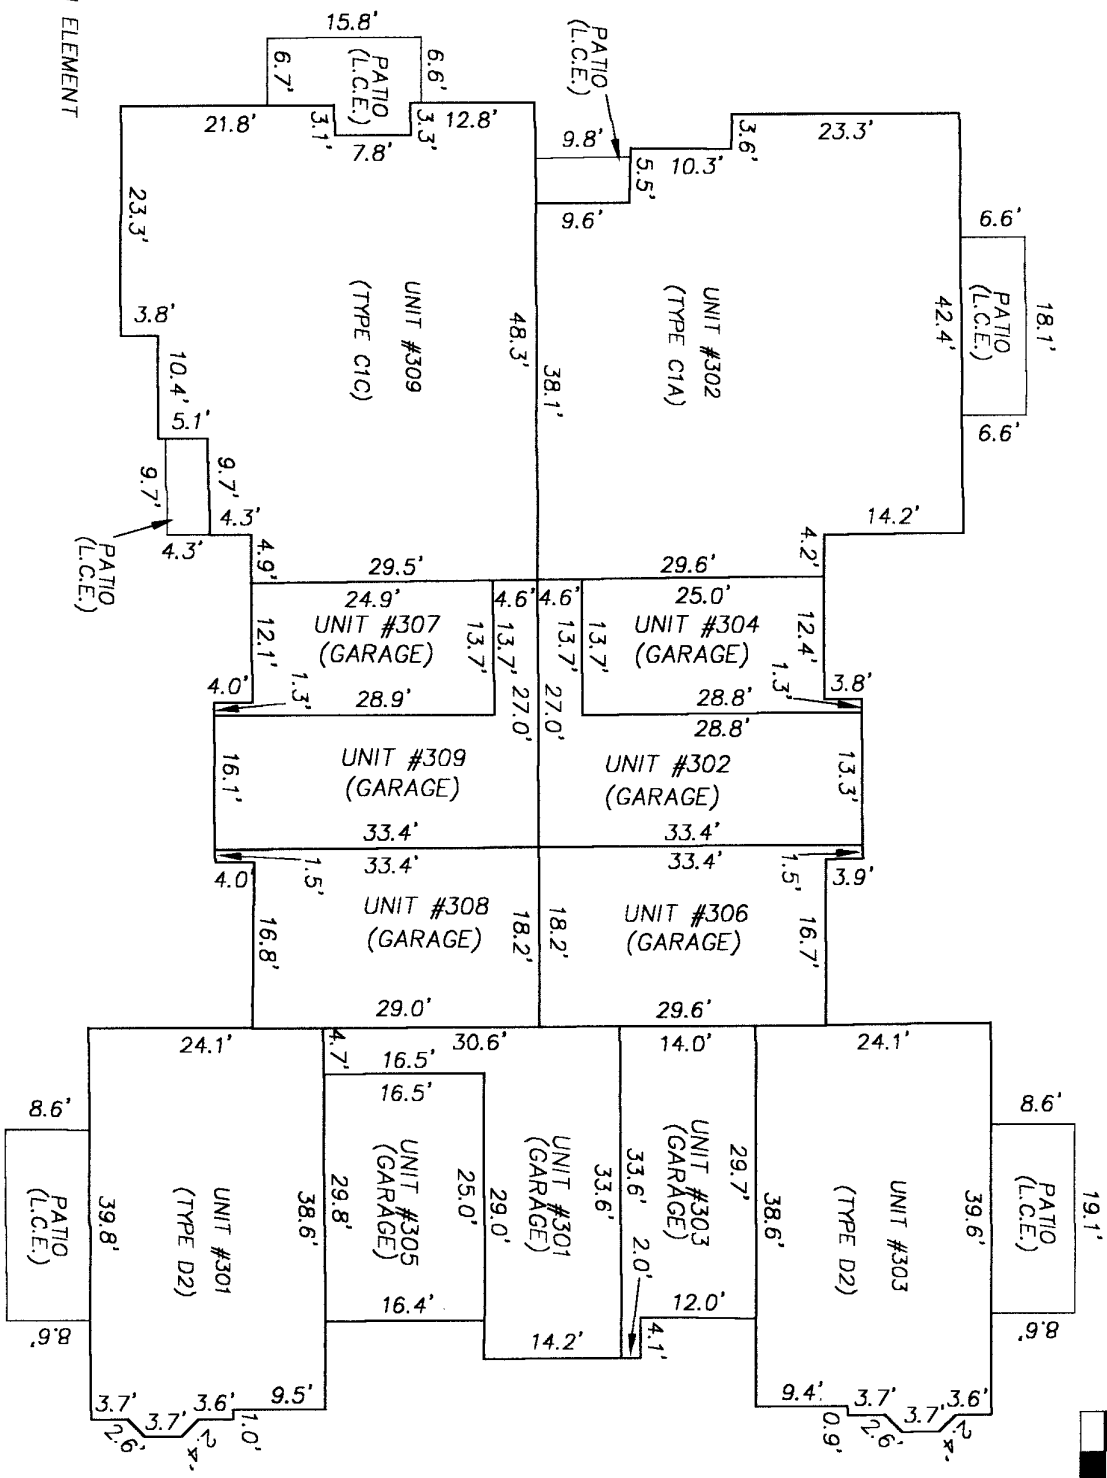 ELEMENT
15.8'
6.7'
PATIO
(L.C.E.)
6.6'
21.8'
3.1'
7.8'
3.3'
12.8'
PATIO
(L.C.E.)
9.8'
5.5'
10.3'
3.6'
23.3'
9.6'
6.6'
PATIO
(L.C.E.)
18.1'
42.4'
6.6'
23.3'
UNIT #309
(TYPE C1C)
48.3'
38.1'
UNIT #302
(TYPE C1A)
3.8'
10.4'
5.1'
9.7'
9.7'
4.3'
4.3'
PATIO
(L.C.E.)
4.9'
29.5'
29.6'
4.2'
14.2'
24.9'
4.6'
4.6'
25.0'
UNIT #307
(GARAGE)
UNIT #304
(GARAGE)
12.1'
13.7'
13.7'
13.7'
12.4'
4.0'
1.3'
28.9'
27.0'
27.0'
28.8'
1.3'
3.8'
28.8'
UNIT #309
(GARAGE)
UNIT #302
(GARAGE)
16.1'
13.3'
33.4'
33.4'
4.0'
1.5'
33.4'
33.4'
1.5'
3.9'
UNIT #308
(GARAGE)
UNIT #306
(GARAGE)
16.8'
18.2'
18.2'
16.7'
29.0'
29.6'
24.1'
4.7'
30.6'
14.0'
24.1'
16.5'
16.5'
8.6'
PATIO
(L.C.E.)
8.6'
39.8'
UNIT #301
(TYPE D2)
38.6'
29.8'
UNIT #305
(GARAGE)
25.0'
29.0'
UNIT #301
(GARAGE)
33.6'
33.6'
2.0'
UNIT #303
(GARAGE)
29.7'
38.6'
UNIT #303
(TYPE D2)
39.6'
8.6'
PATIO
(L.C.E.)
19.1'
8.6'
16.4'
14.2'
4.1'
12.0'
3.7'
2.6'
3.7'
2.4'
3.6'
1.0'
9.5'
9.4'
0.9'
3.7'
2.6'
3.7'
2.4'
3.6'